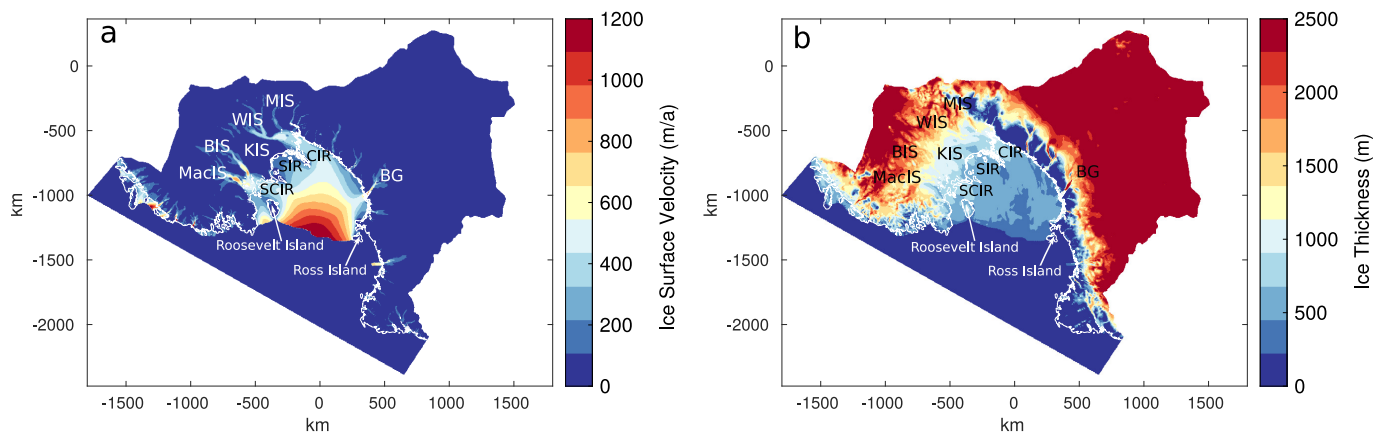 a
0
-500
-1000
-1500
-2000
km
-1500 -1000 -500 0 500 1000 1500
km
MIS
WIS
BIS
KIS
CIR
SIR
MacIS
SCIR
BG
Roosevelt Island
Ross Island
1200
1000
800
600
400
200
0
Ice Surface Velocity (m/a)
b
0
-500
-1000
-1500
-2000
km
-1500 -1000 -500 0 500 1000 1500
km
MIS
WIS
BIS
KIS
CIR
SIR
MacIS
SCIR
BG
Roosevelt Island
Ross Island
2500
2000
1500
1000
500
0
Ice Thickness (m)